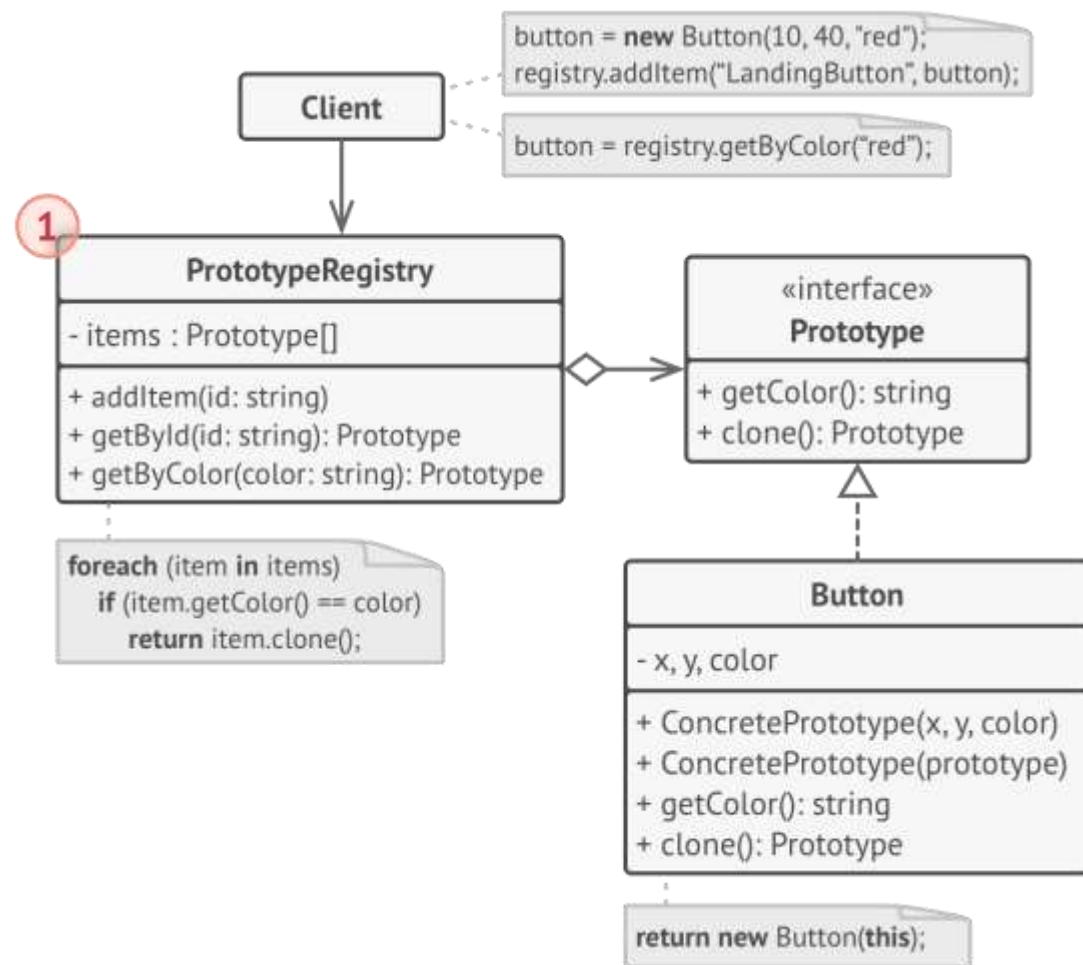 button = new Button(10, 40, "red");
registry.addItem("LandingButton", button);
Client
button = registry.getByColor("red");
1
PrototypeRegistry
- items : Prototype[]
+ addItem(id: string)
+ getById(id: string): Prototype
+ getByColor(color: string): Prototype
foreach (item in items)
if (item.getColor() == color)
return item.clone();
«interface»
Prototype
+ getColor(): string
+ clone(): Prototype
Button
- x, y, color
+ ConcretePrototype(x, y, color)
+ ConcretePrototype(prototype)
+ getColor(): string
+ clone(): Prototype
return new Button(this);